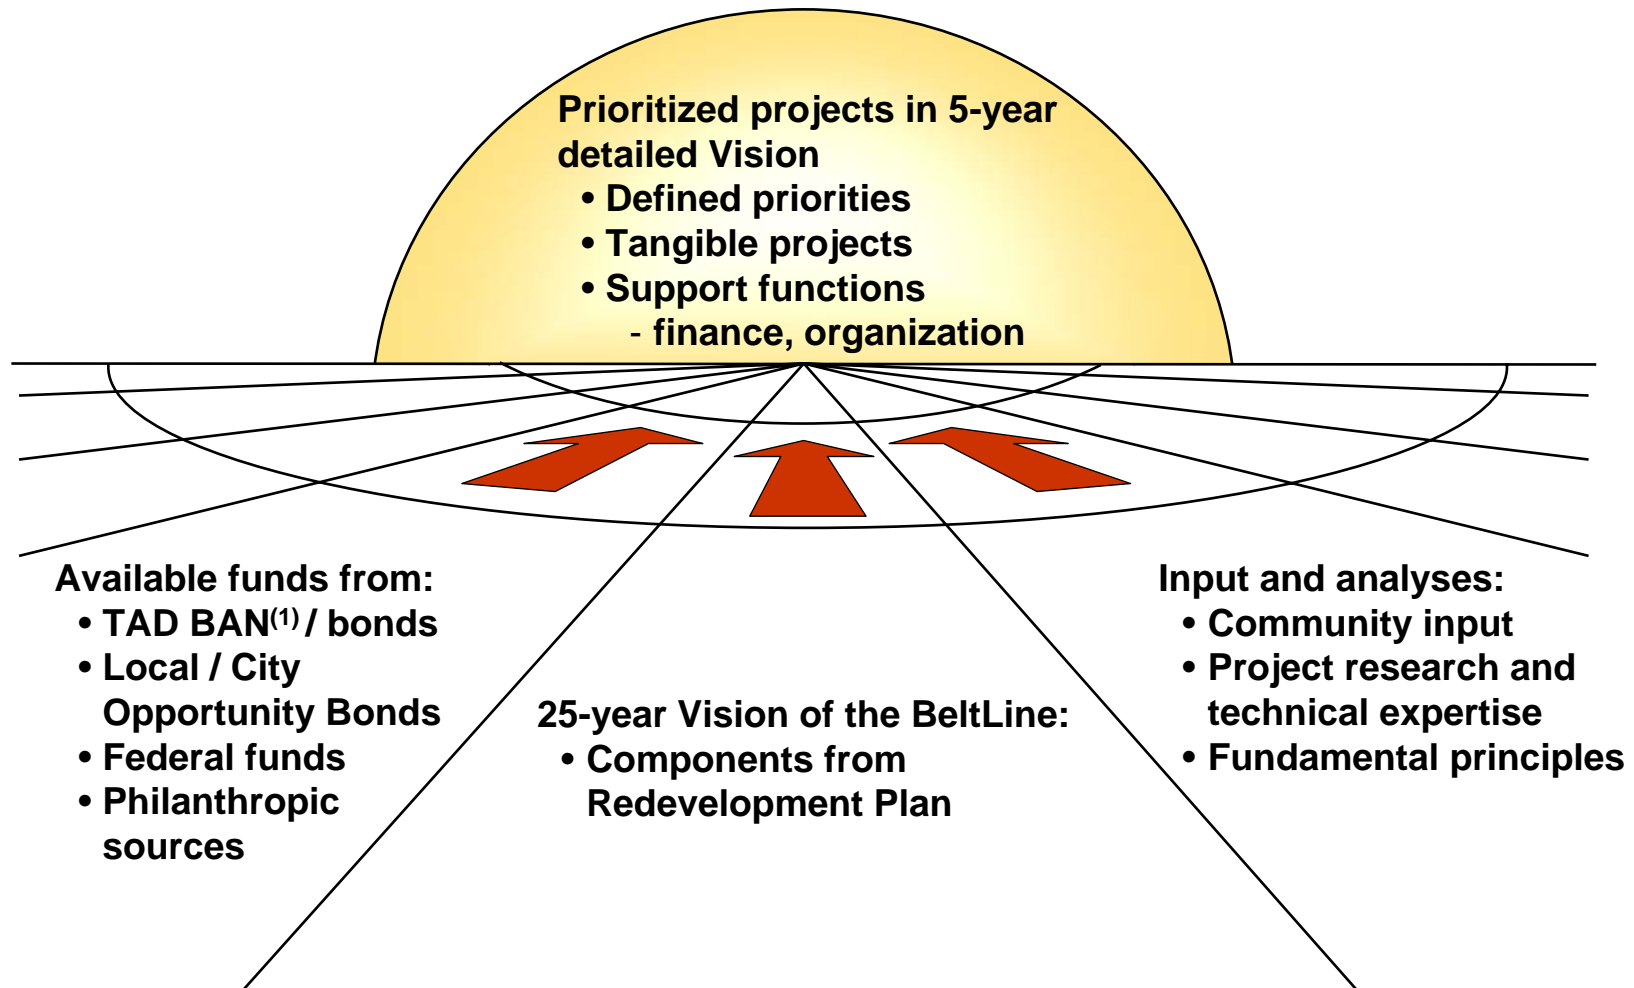 Prioritized projects in 5-year
detailed Vision
• Defined priorities
• Tangible projects
• Support functions
- finance, organization
Available funds from:
• TAD BAN(1) / bonds
• Local / City
Opportunity Bonds
• Federal funds
• Philanthropic
sources
25-year Vision of the BeltLine:
• Components from
Redevelopment Plan
Input and analyses:
• Community input
• Project research and
technical expertise
• Fundamental principles